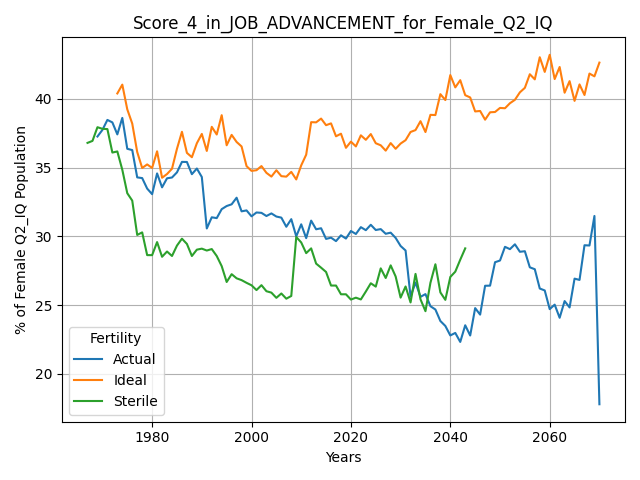 Score_4_in_JOB_ADVANCEMENT_for_Female_Q2_IQ
% of Female Q2_IQ Population
40
35
30
25
20
Fertility
Actual
Ideal
Sterile
1980 2000 2020 2040 2060
Years